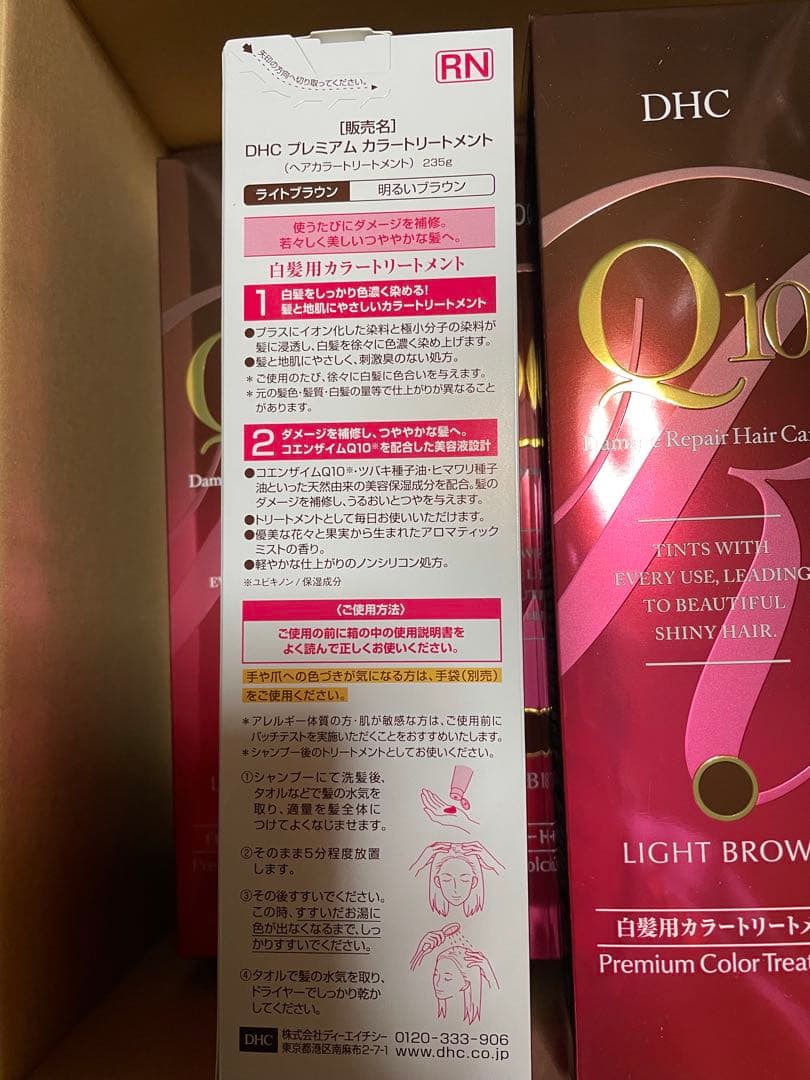 矢印の方向へ切り取ってください。
RN
[販売名]
DHC プレミアム カラートリートメント
(ヘアカラートリートメント) 235g
ライトブラウン 明るいブラウン
使うたびにダメージを補修。
若々しく美しいつややかな髪へ。
白髪用カラートリートメント
1 白髪をしっかり色濃く染める!
髪と地肌にやさしいカラートリートメント
●プラスにイオン化した染料と極小分子の染料が
髪に浸透し、白髪を徐々に色濃く染め上げます。
●髪と地肌にやさしく、刺激臭のない処方。
*ご使用のたび、徐々に白髪に色合いを与えます。
*元の髪色・髪質・白髪の量等で仕上がりが異なること
があります。
2 ダメージを補修し、つややかな髪へ。
コエンザイムQ10※を配合した美容液設計
●コエンザイムQ10※・ツバキ種子油・ヒマワリ種子
油といった天然由来の美容保湿成分を配合。髪の
ダメージを補修し、うるおいとつやを与えます。
●トリートメントとして毎日お使いいただけます。
●優美な花々と果実から生まれたアロマティック
ミストの香り。
●軽やかな仕上がりのノンシリコン処方。
※ユビキノン/保湿成分
〈ご使用方法〉
ご使用の前に箱の中の使用説明書を
よく読んで正しくお使いください。
手や爪への色づきが気になる方は、手袋(別売)
をご使用ください。
*アレルギー体質の方・肌が敏感な方は、ご使用前に
パッチテストを実施いただくことをおすすめいたします。
*シャンプー後のトリートメントとしてお使いください。
①シャンプーにて洗髪後、
タオルなどで髪の水気を
取り、適量を髪全体に
つけてよくなじませます。
②そのまま5分程度放置
します。
③その後すすいでください。
この時、すすいだお湯に
色が出なくなるまで、しっ
かりすすいでください。
④タオルで髪の水気を取り、
ドライヤーでしっかり乾か
してください。
DHC 株式会社ディーエイチシー 0120-333-906
東京都港区南麻布2-7-1 www.dhc.co.jp
DHC
Q10
Damage Repair Hair Car
TINTS WITH
EVERY USE, LEADING
TO BEAUTIFUL
SHINY HAIR.
LIGHT BROW
白髪用カラートリートメ
Premium Color Treat